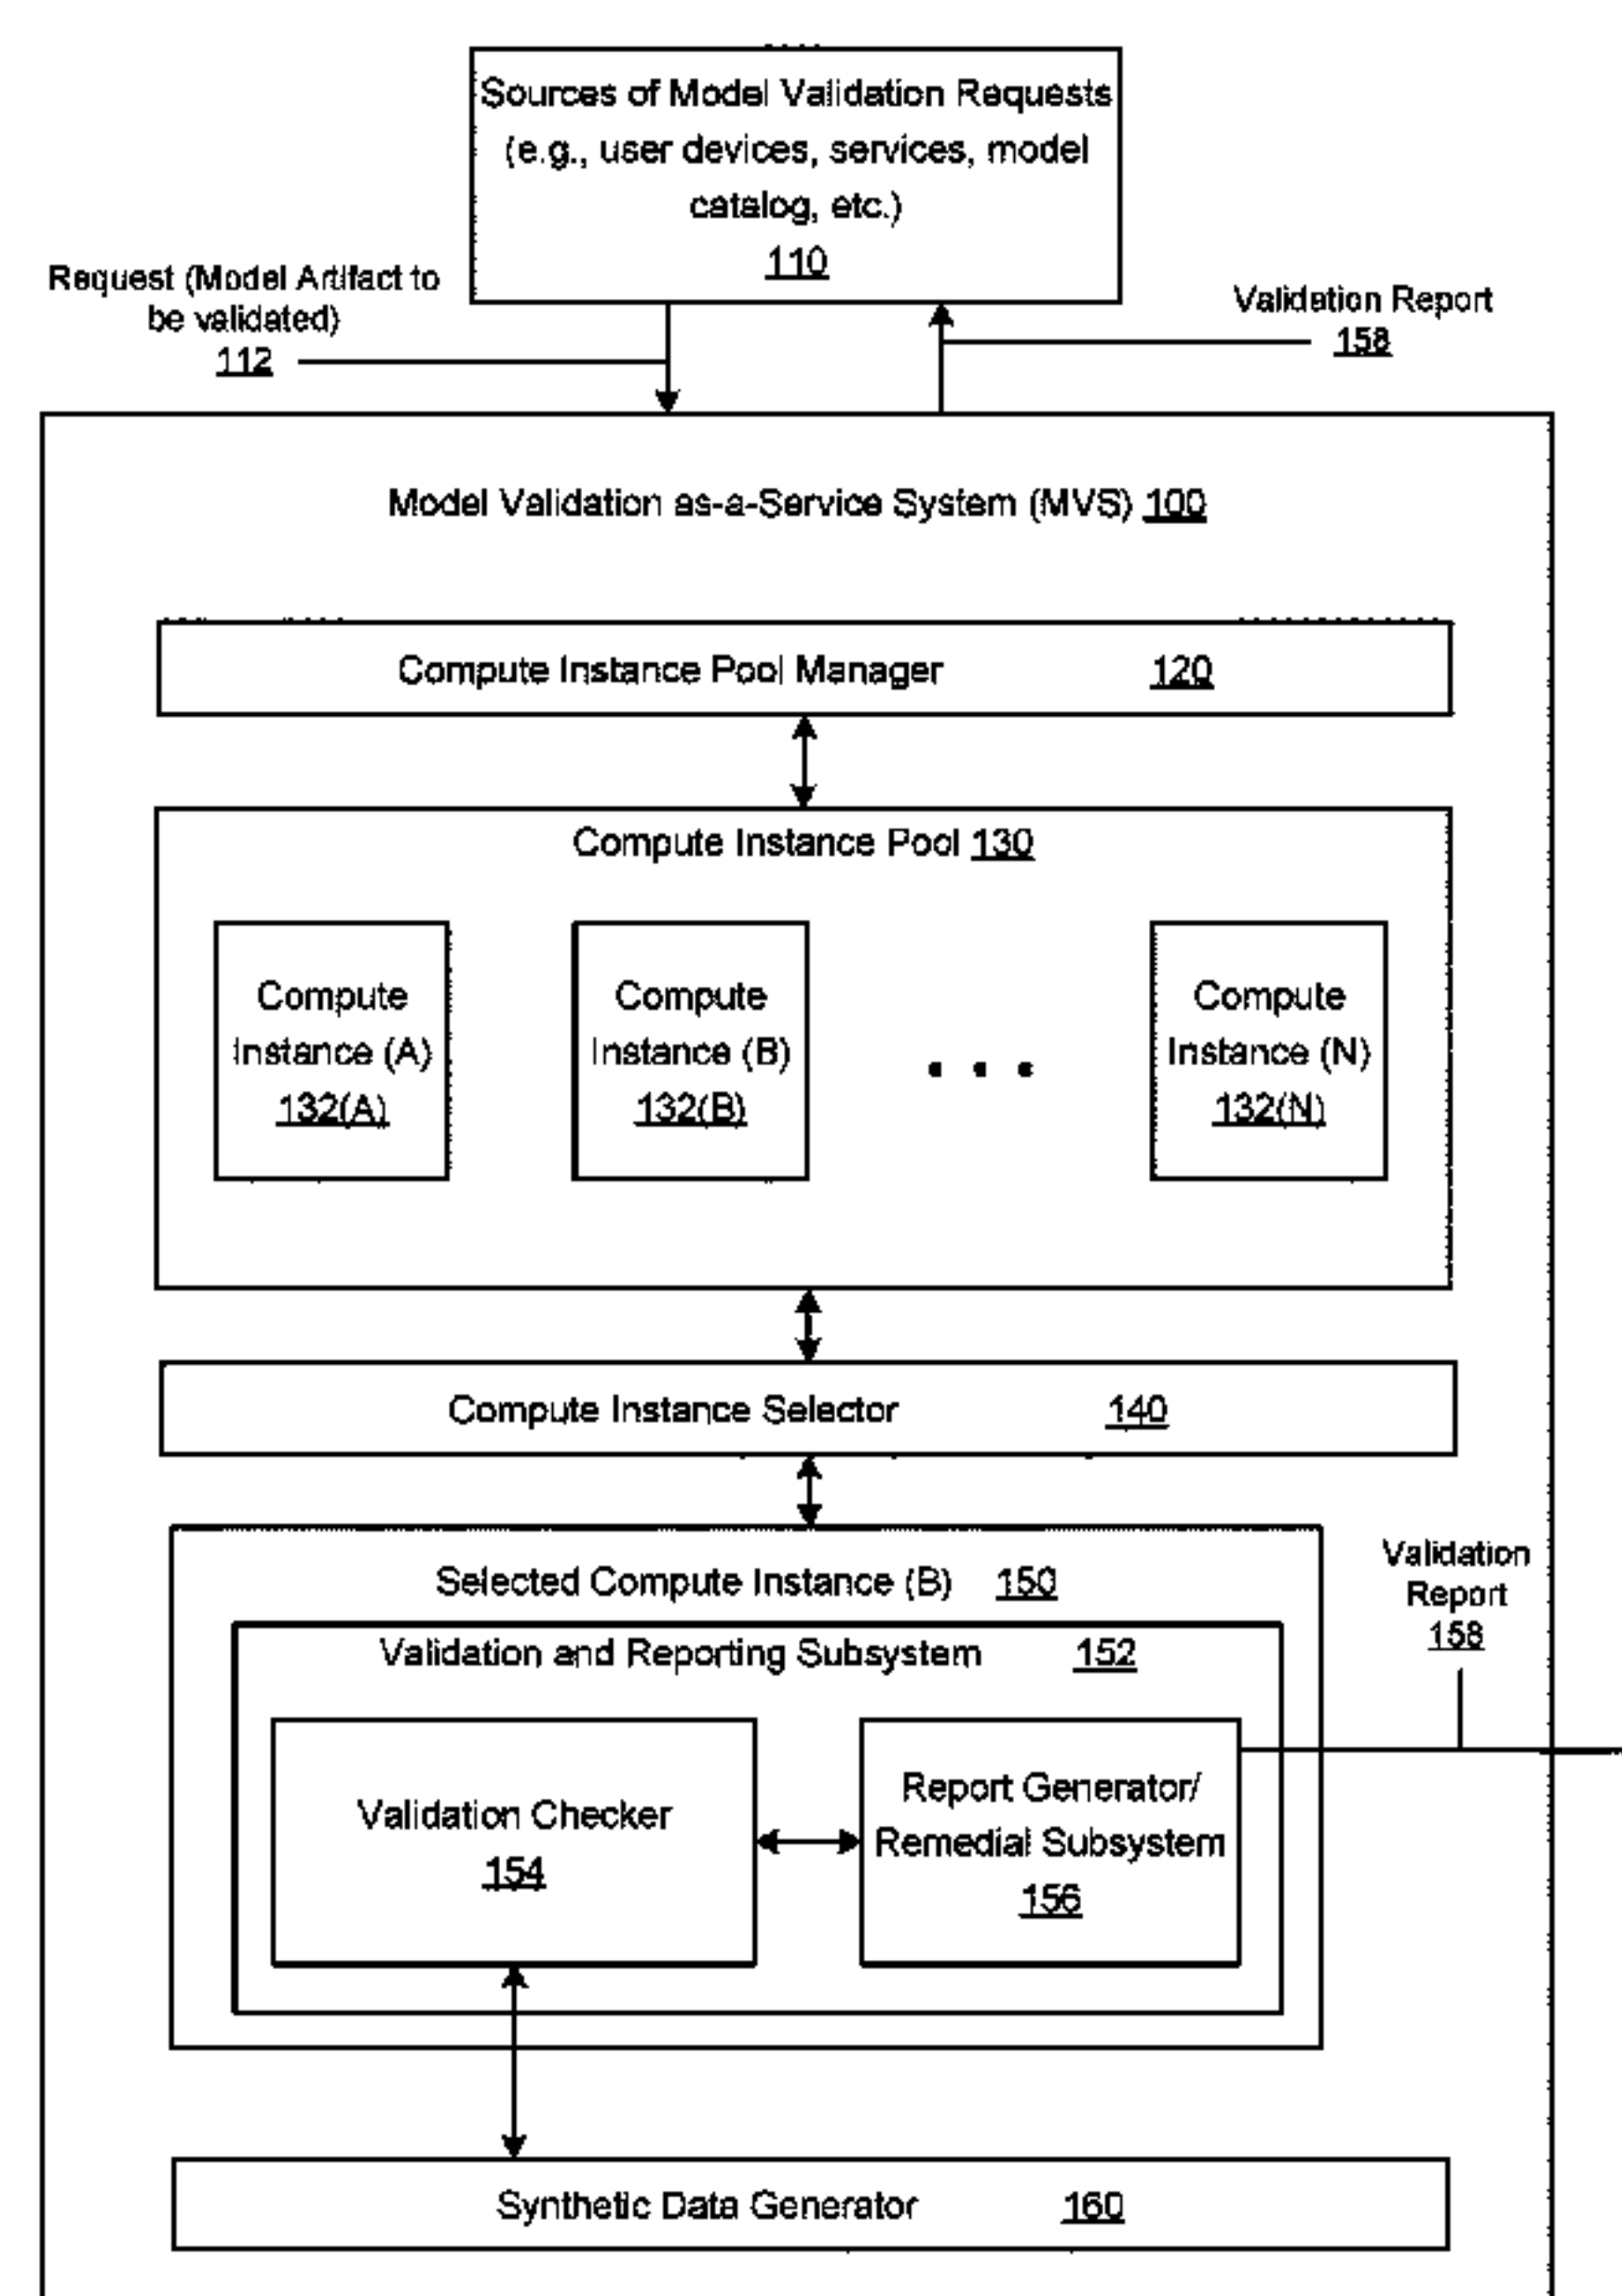 Sources of Model Validation Requests
(e.g., user devices, services, model
catalog, etc.)
110
Request (Model Artifact to
be validated)
112
Validation Report
158
Model Validation as-a-Service System (MVS) 100
Compute Instance Pool Manager 120
Compute Instance Pool 130
Compute
Instance (A)
132(A)
Compute
Instance (B)
132(B)
. . .
Compute
Instance (N)
132(N)
Compute Instance Selector 140
Selected Compute Instance (B) 150
Validation and Reporting Subsystem 152
Validation Checker
154
Report Generator/
Remedial Subsystem
156
Validation
Report
158
Synthetic Data Generator 160